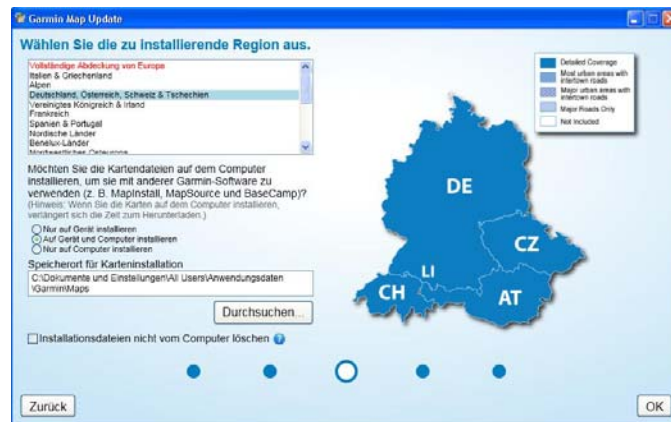 Garmin Map Update
Wählen Sie die zu installierende Region aus.
Vollständige Abdeckung von Europa
Italien & Griechenland
Alpen
Deutschland, Österreich, Schweiz & Tschechien
Vereinigtes Königreich & Irland
Frankreich
Spanien & Portugal
Nordische Länder
Benelux-Länder
Nordwestliches Osteuropa
Möchten Sie die Kartendateien auf dem Computer
installieren, um sie mit anderer Garmin-Software zu
verwenden (z. B. MapInstall, MapSource und BaseCamp)?
(Hinweis: Wenn Sie die Karten auf dem Computer installieren,
verlängert sich die Zeit zum Herunterladen.)
Nur auf Gerät installieren
Auf Gerät und Computer installieren
Nur auf Computer installieren
Speicherort für Karteninstallation
C:\Dokumente und Einstellungen\All Users\Anwendungsdaten
\Garmin\Maps
Durchsuchen...
Installationsdateien nicht vom Computer löschen ?
Zurück
Detailed Coverage
Most urban areas with
intertown roads
Major urban areas with
intertown roads
Major Roads Only
Not Included
DE
CZ
LI
CH
AT
OK